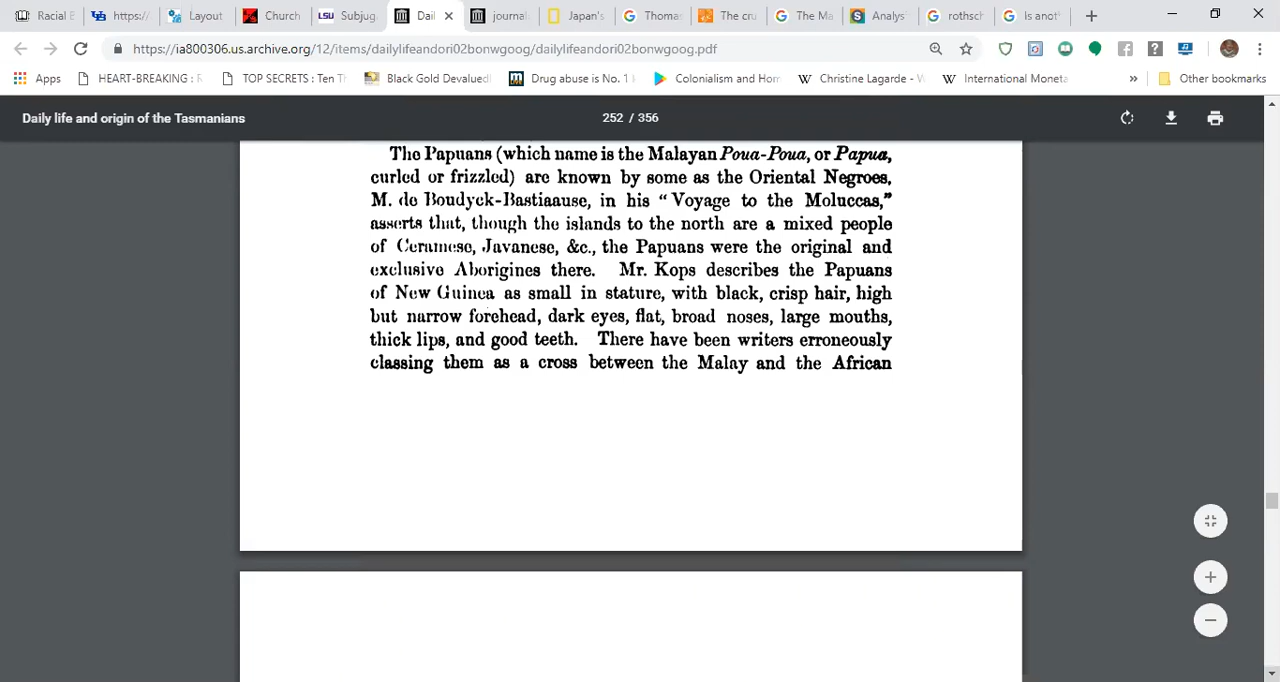 Racial E
https:/
Layout
Church
LSU Subjug
Dail
journal
Japan's
Thomas
The cru
The Ma
Analys
rothsch
Is anot
https://ia800306.us.archive.org/12/items/dailylifeandori02bonwgoog/dailylifeandori02bonwgoog.pdf
Apps
HEART-BREAKING : R
TOP SECRETS : Ten Th
Black Gold Devalued
Drug abuse is No. 1
Colonialism and Hom
Christine Lagarde - W
International Moneta
»
Other bookmarks
Daily life and origin of the Tasmanians
252 / 356
The Papuans (which name is the Malayan Poua-Poua, or Papua,
curled or frizzled) are known by some as the Oriental Negroes.
M. de Boudyck-Bastiaause, in his "Voyage to the Moluccas,"
asserts that, though the islands to the north are a mixed people
of Ceramese, Javanese, &c., the Papuans were the original and
exclusive Aborigines there. Mr. Kops describes the Papuans
of New Guinea as small in stature, with black, crisp hair, high
but narrow forehead, dark eyes, flat, broad noses, large mouths,
thick lips, and good teeth. There have been writers erroneously
classing them as a cross between the Malay and the African